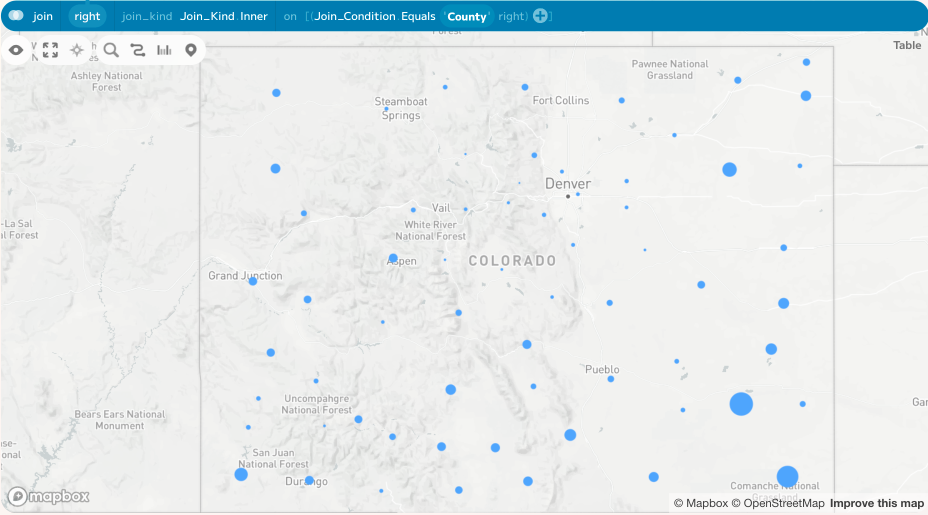 join right join_kind Join_Kind Inner on [(Join_Condition Equals 'County' right) ]
Forest
Table
Ashley National
Forest
Pawnee National
Grassland
Steamboat
Springs
Fort Collins
Denver
-La Sal
al Forest
Vail
White River
National Forest
Aspen
COLORADO
Grand Junction
Pueblo
Uncompahgre
National Forest
Bears Ears National
Monument
Gar
San Juan
National Forest
Durango
Comanche National
Grassland
mapbox
© Mapbox © OpenStreetMap Improve this map